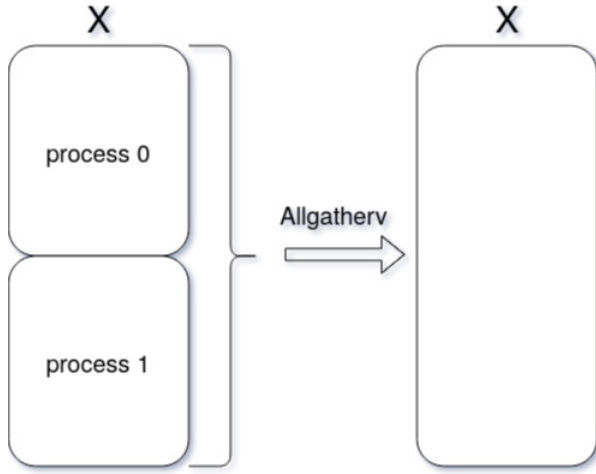 X
X
process 0
Allgatherv
process 1